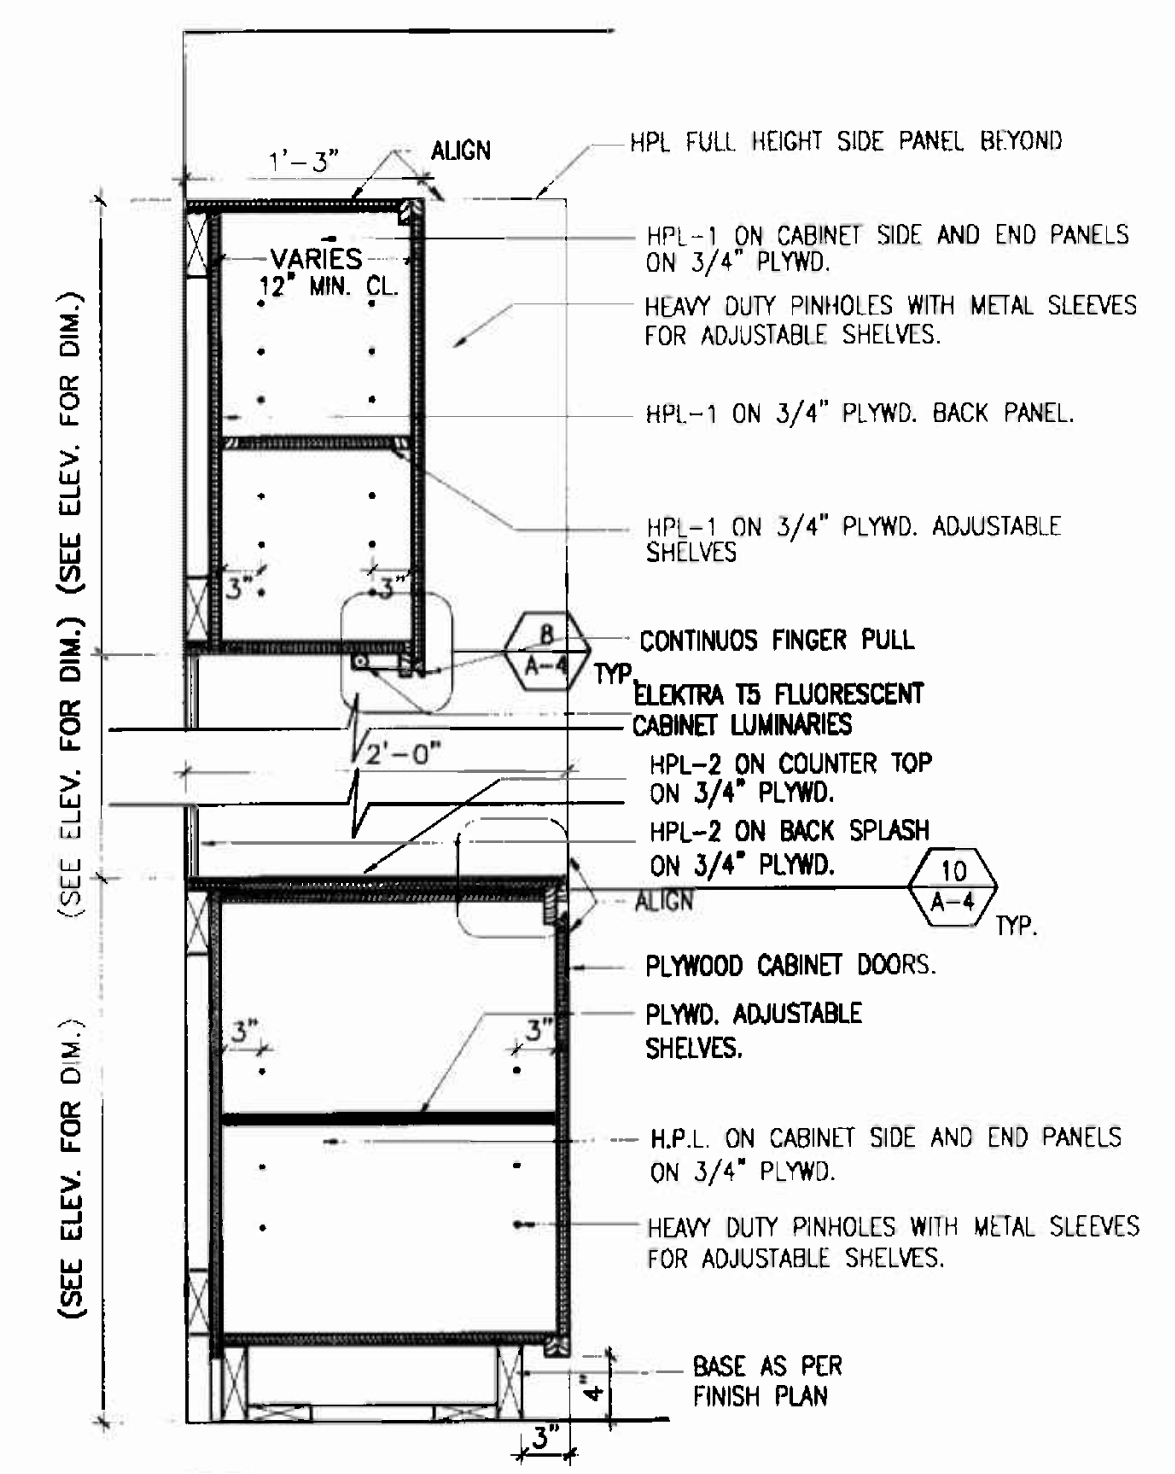 1'-3"
ALIGN
HPL FULL HEIGHT SIDE PANEL BEYOND
HPL-1 ON CABINET SIDE AND END PANELS
ON 3/4" PLYWD.
VARIES
12" MIN. CL.
HEAVY DUTY PINHOLES WITH METAL SLEEVES
FOR ADJUSTABLE SHELVES.
HPL-1 ON 3/4" PLYWD. BACK PANEL.
HPL-1 ON 3/4" PLYWD. ADJUSTABLE
SHELVES
3"
3"
(SEE ELEV. FOR DIM.)
8
A-4
TYP.
CONTINUOS FINGER PULL
ELEKTRA T5 FLUORESCENT
CABINET LUMINARIES
(SEE ELEV. FOR DIM.)
2'-0"
HPL-2 ON COUNTER TOP
ON 3/4" PLYWD.
HPL-2 ON BACK SPLASH
ON 3/4" PLYWD.
10
A-4
TYP.
ALIGN
PLYWOOD CABINET DOORS.
PLYWD. ADJUSTABLE
SHELVES.
3"
3"
(SEE ELEV. FOR DIM.)
H.P.L. ON CABINET SIDE AND END PANELS
ON 3/4" PLYWD.
HEAVY DUTY PINHOLES WITH METAL SLEEVES
FOR ADJUSTABLE SHELVES.
BASE AS PER
FINISH PLAN
4"
3"